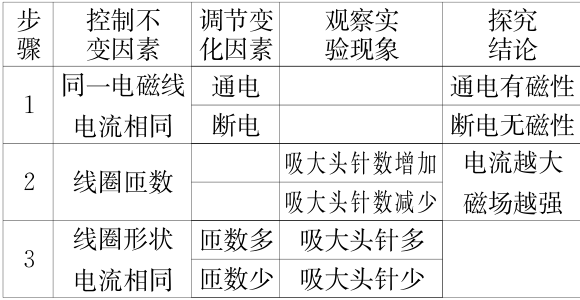 步骤 控制不变因素 调节变化因素 观察实验现象 探究结论
1 同一电磁线 通电 通电有磁性
电流相同 断电 断电无磁性
2 线圈匝数 吸大头针数增加 电流越大
吸大头针数减少 磁场越强
3 线圈形状 匝数多 吸大头针多
电流相同 匝数少 吸大头针少